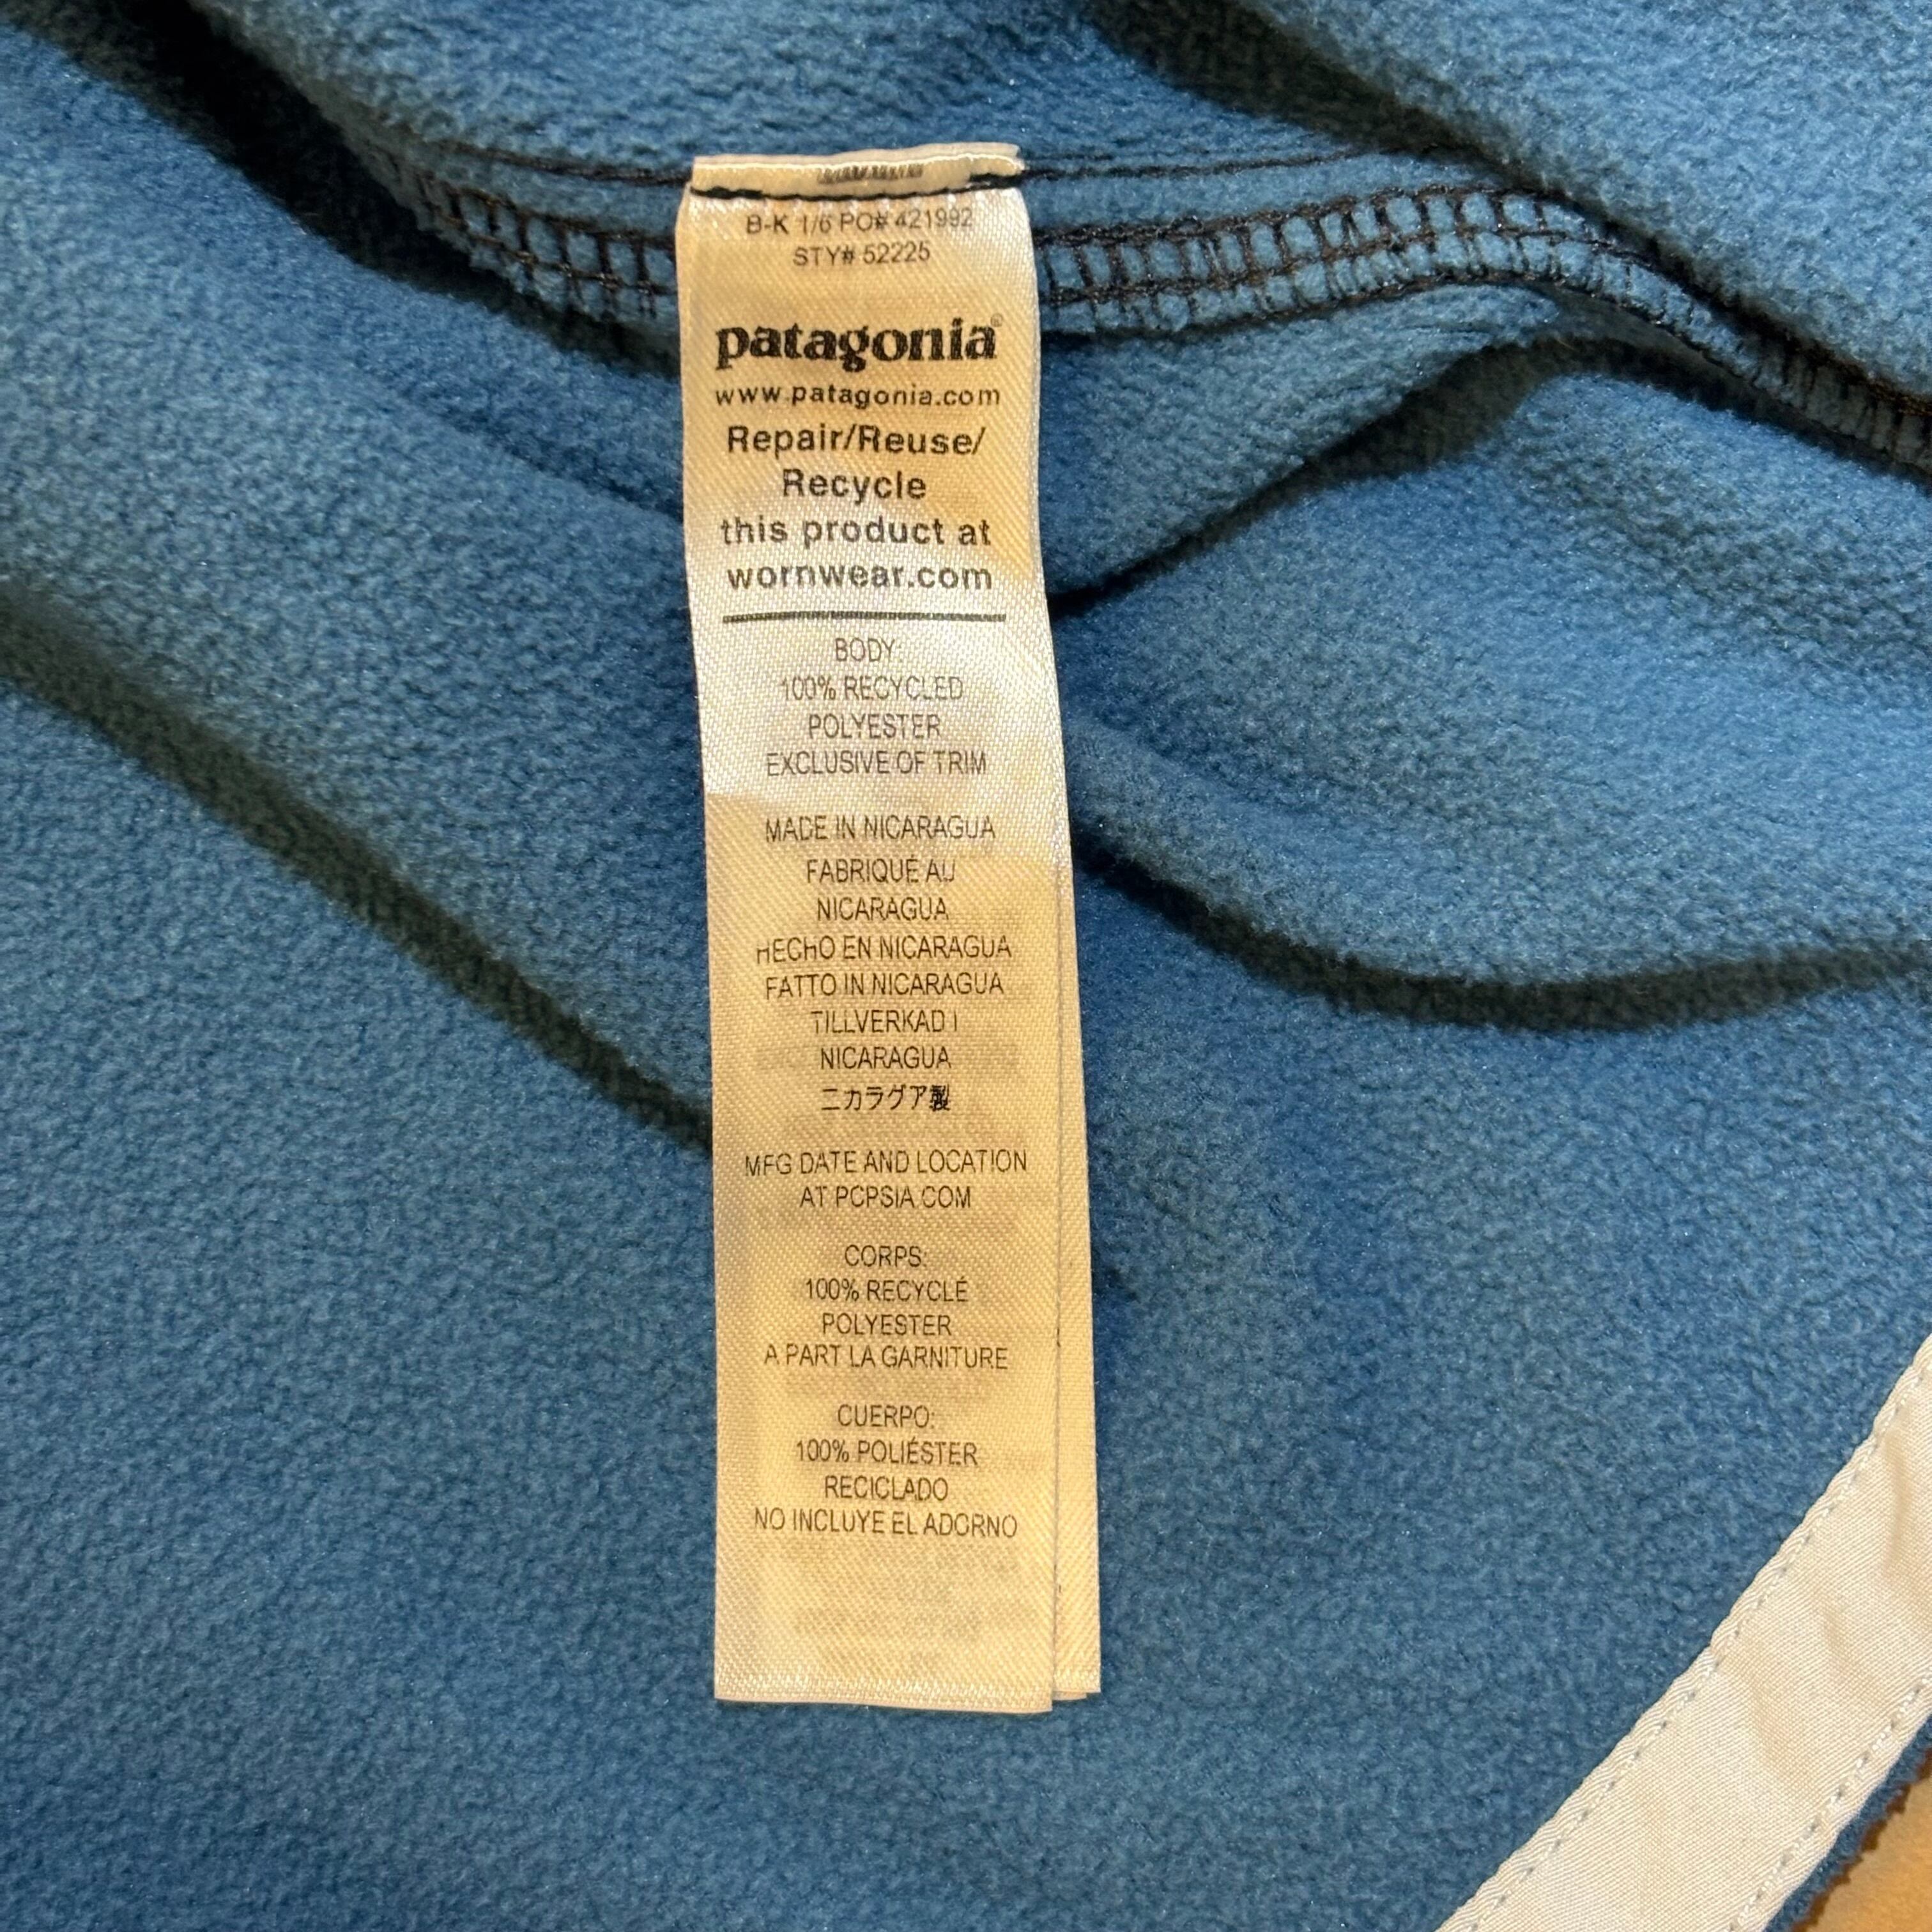 B-K 1/6 PO# 421992
STY# 52225
patagonia®
www.patagonia.com
Repair/Reuse/
Recycle
this product at
wornwear.com
BODY:
100% RECYCLED
POLYESTER
EXCLUSIVE OF TRIM
MADE IN NICARAGUA
FABRIQUÉ AU
NICARAGUA
HECHO EN NICARAGUA
FATTO IN NICARAGUA
TILLVERKAD I
NICARAGUA
ニカラグア製
MFG DATE AND LOCATION
AT PCPSIA.COM
CORPS:
100% RECYCLÉ
POLYESTER
A PART LA GARNITURE
CUERPO:
100% POLIÉSTER
RECICLADO
NO INCLUYE EL ADORNO